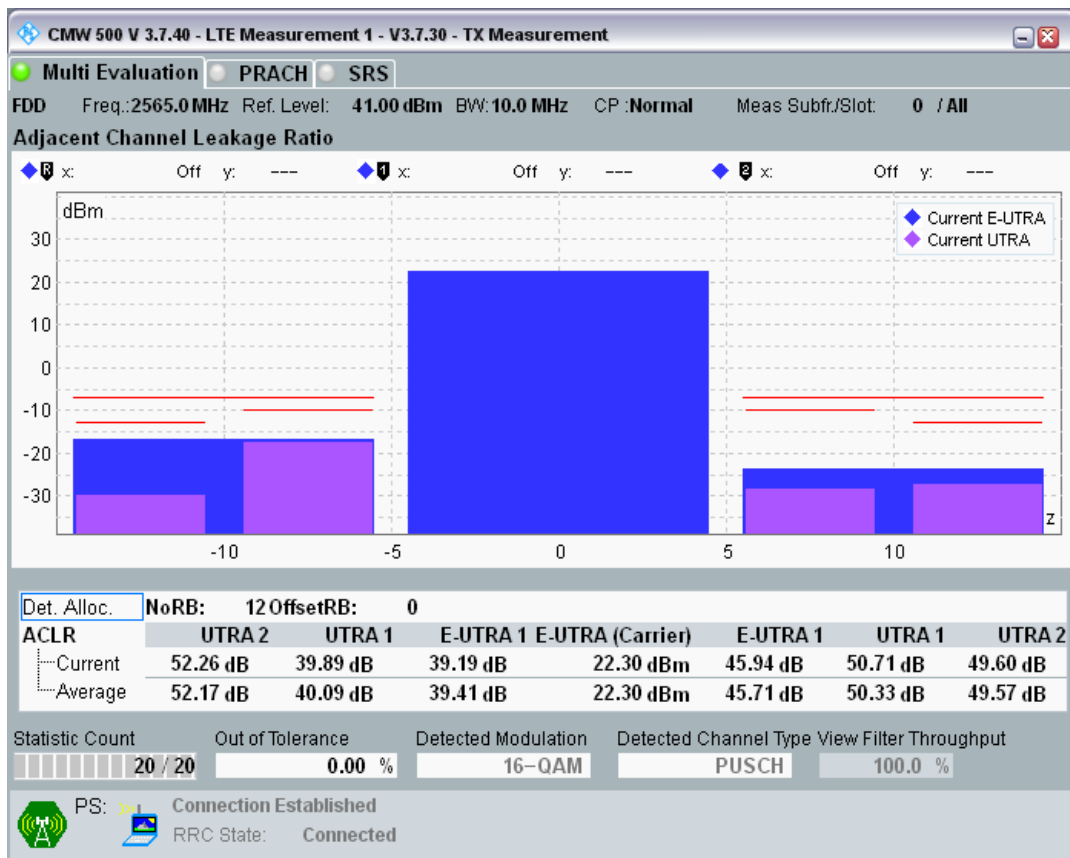 CMW 500 V 3.7.40 - LTE Measurement 1 - V3.7.30 - TX Measurement
Multi Evaluation PRACH SRS
FDD Freq.:2565.0 MHz Ref. Level: 41.00 dBm BW:10.0 MHz CP :Normal Meas Subfr./Slot: 0 / All
Adjacent Channel Leakage Ratio
R x: Off y: --- 1 x: Off y: --- 2 x: Off y: ---
dBm
Current E-UTRA
Current UTRA
30
20
10
0
-10
-20
-30
z
-10 -5 0 5 10
Det. Alloc. NoRB: 12 OffsetRB: 0
ACLR UTRA 2 UTRA 1 E-UTRA 1 E-UTRA (Carrier) E-UTRA 1 UTRA 1 UTRA 2
Current 52.26 dB 39.89 dB 39.19 dB 22.30 dBm 45.94 dB 50.71 dB 49.60 dB
Average 52.17 dB 40.09 dB 39.41 dB 22.30 dBm 45.71 dB 50.33 dB 49.57 dB
Statistic Count Out of Tolerance Detected Modulation Detected Channel Type View Filter Throughput
20 / 20 0.00 % 16-QAM PUSCH 100.0 %
PS: Connection Established
RRC State: Connected